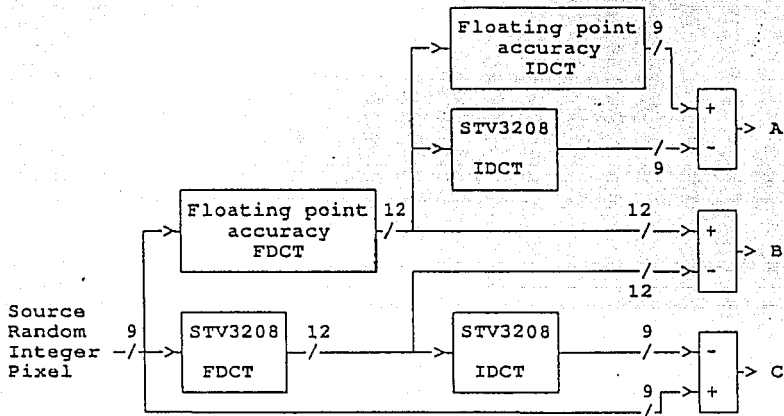 Floating point 9
accuracy
IDCT
+
A
STV3208
-
IDCT
9
Floating point 12
accuracy
FDCT
12
+
B
-
12
Source
Random
Integer
Pixel
9
STV3208
FDCT
12
STV3208
IDCT
9
-
C
+
9